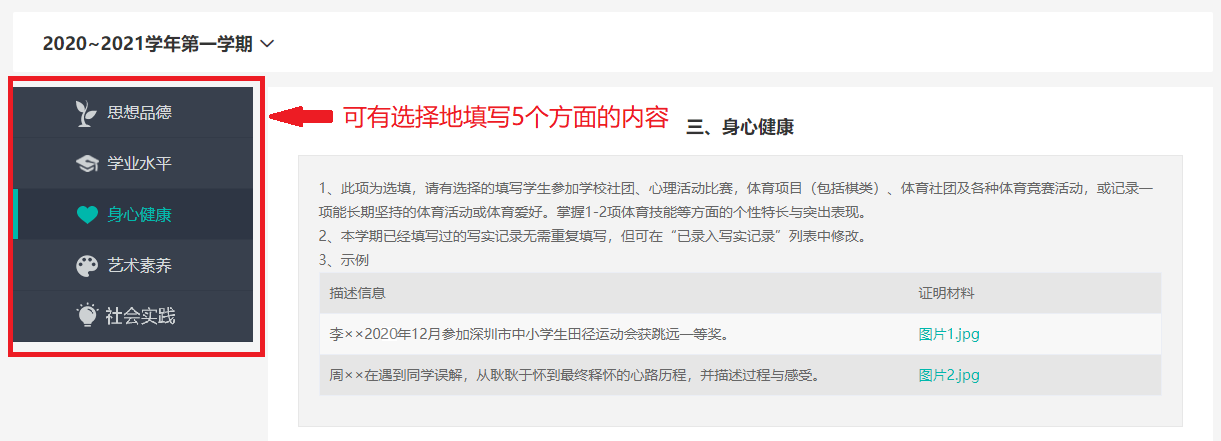 2020~2021学年第一学期
思想品德
学业水平
身心健康
艺术素养
社会实践
可有选择地填写5个方面的内容
三、身心健康
1、此项为选填，请有选择的填写学生参加学校社团、心理活动比赛，体育项目（包括棋类）、体育社团及各种体育竞赛活动，或记录一
项能长期坚持的体育活动或体育爱好。掌握1-2项体育技能等方面的个性特长与突出表现。
2、本学期已经填写过的写实记录无需重复填写，但可在“已录入写实记录”列表中修改。
3、示例
描述信息 证明材料
李××2020年12月参加深圳市中小学生田径运动会获跳远一等奖。 图片1.jpg
周××在遇到同学误解，从耿耿于怀到最终释怀的心路历程，并描述过程与感受。 图片2.jpg